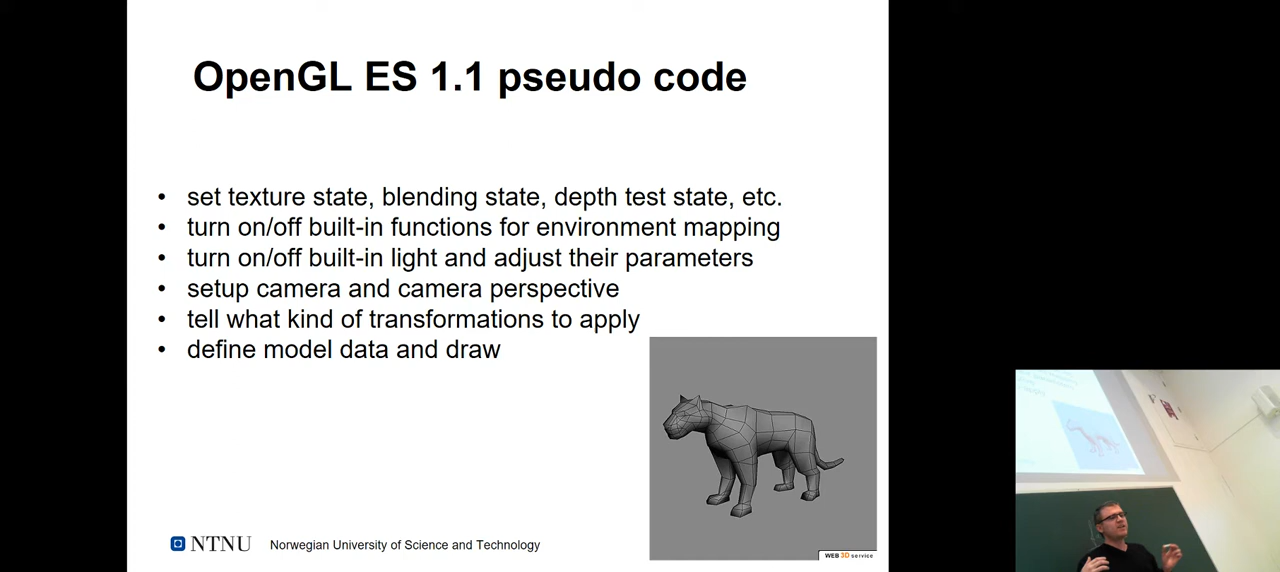 OpenGL ES 1.1 pseudo code
• set texture state, blending state, depth test state, etc.
• turn on/off built-in functions for environment mapping
• turn on/off built-in light and adjust their parameters
• setup camera and camera perspective
• tell what kind of transformations to apply
• define model data and draw
WEB 3D service
NTNU Norwegian University of Science and Technology